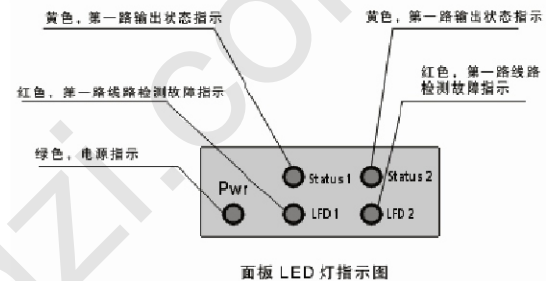 黄色，第一路输出状态指示
黄色，第一路输出状态指示
红色，第一路线路
检测故障指示
红色，第一路线路检测故障指示
绿色，电源指示
Pwr
Status 1
Status 2
LFD 1
LFD 2
面板 LED 灯指示图